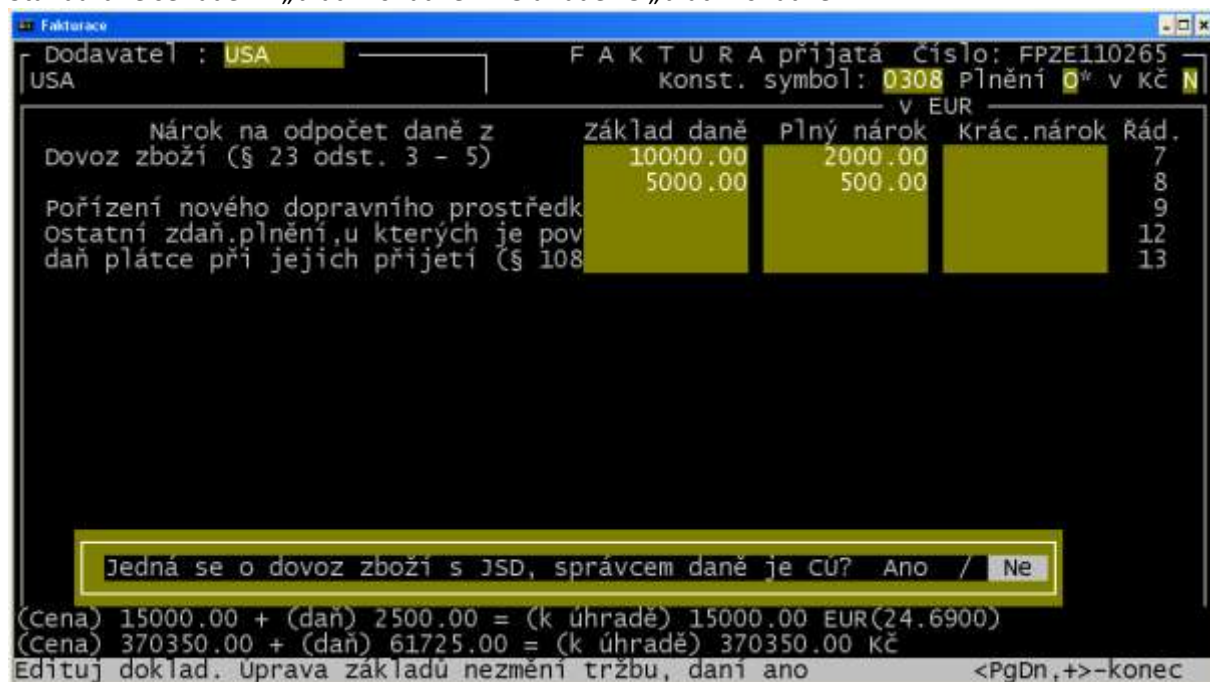 Fakturace
Dodavatel : USA F A K T U R A přijatá Číslo: FPZE110265
USA Konst. symbol: 0308 Plnění O* v Kč N
v EUR
Nárok na odpočet daně z Základ daně Plný nárok Krác.nárok Řád.
Dovoz zboží (§ 23 odst. 3 – 5) 10000.00 2000.00 7
5000.00 500.00 8
Pořízení nového dopravního prostředk 9
Ostatní zdaň.plnění,u kterých je pov 12
daň plátce při jejich přijetí (§ 108 13
Jedná se o dovoz zboží s JSD, správcem daně je CÚ? Ano / Ne
(Cena) 15000.00 + (daň) 2500.00 = (k úhradě) 15000.00 EUR(24.6900)
(Cena) 370350.00 + (daň) 61725.00 = (k úhradě) 370350.00 Kč
Edituj doklad. Úprava základů nezmění tržbu, daní ano <PgDn,+>-konec